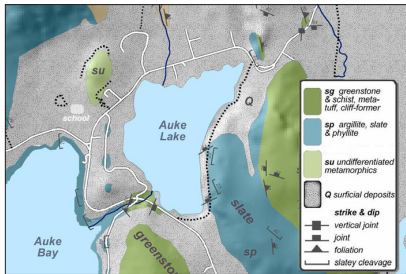 su
school
Auke
Lake
Q
Auke
Bay
slate
sp
greenstone
sg greenstone
& schist, meta-
tuff, cliff-former
sp argillite, slate
& phyllite
su undifferentiated
metamorphics
Q surficial deposits
strike & dip
vertical joint
joint
foliation
slatey cleavage